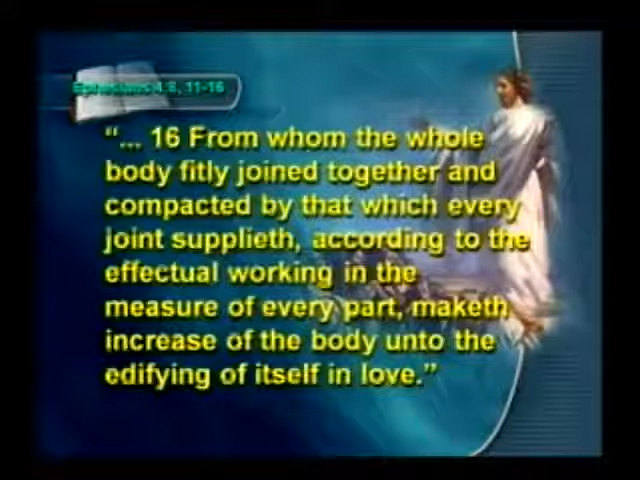 Ephesians 4:8, 11-16
“... 16 From whom the whole
body fitly joined together and
compacted by that which every
joint supplieth, according to the
effectual working in the
measure of every part, maketh
increase of the body unto the
edifying of itself in love.”